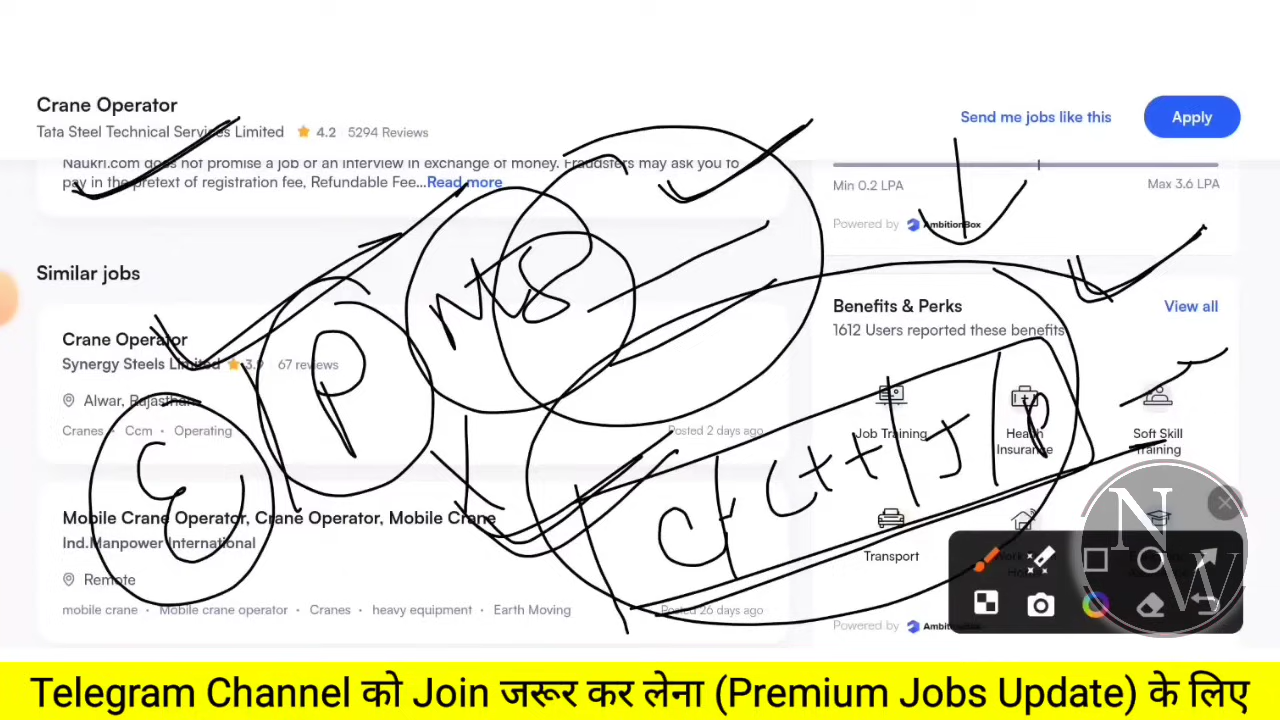 Crane Operator
Tata Steel Technical Services Limited 4.2 5294 Reviews
Send me jobs like this
Apply
Naukri.com does not promise a job or an interview in exchange of money. Fraudsters may ask you to
pay in the pretext of registration fee, Refundable Fee...Read more
Min 0.2 LPA
Max 3.6 LPA
Powered by AmbitionBox
Similar jobs
Crane Operator
Synergy Steels Limited 3.9 67 reviews
Alwar, Rajasthan
Cranes · Ccm · Operating
Posted 2 days ago
Mobile Crane Operator, Crane Operator, Mobile Crane
Ind.Manpower International
Remote
mobile crane · Mobile crane operator · Cranes · heavy equipment · Earth Moving
Posted 26 days ago
Benefits & Perks
View all
1612 Users reported these benefits
Job Training
Health
Insurance
Soft Skill
Training
Transport
Powered by
E
P
C
C++
J
P
NW
Telegram Channel को Join जरूर कर लेना (Premium Jobs Update) के लिए